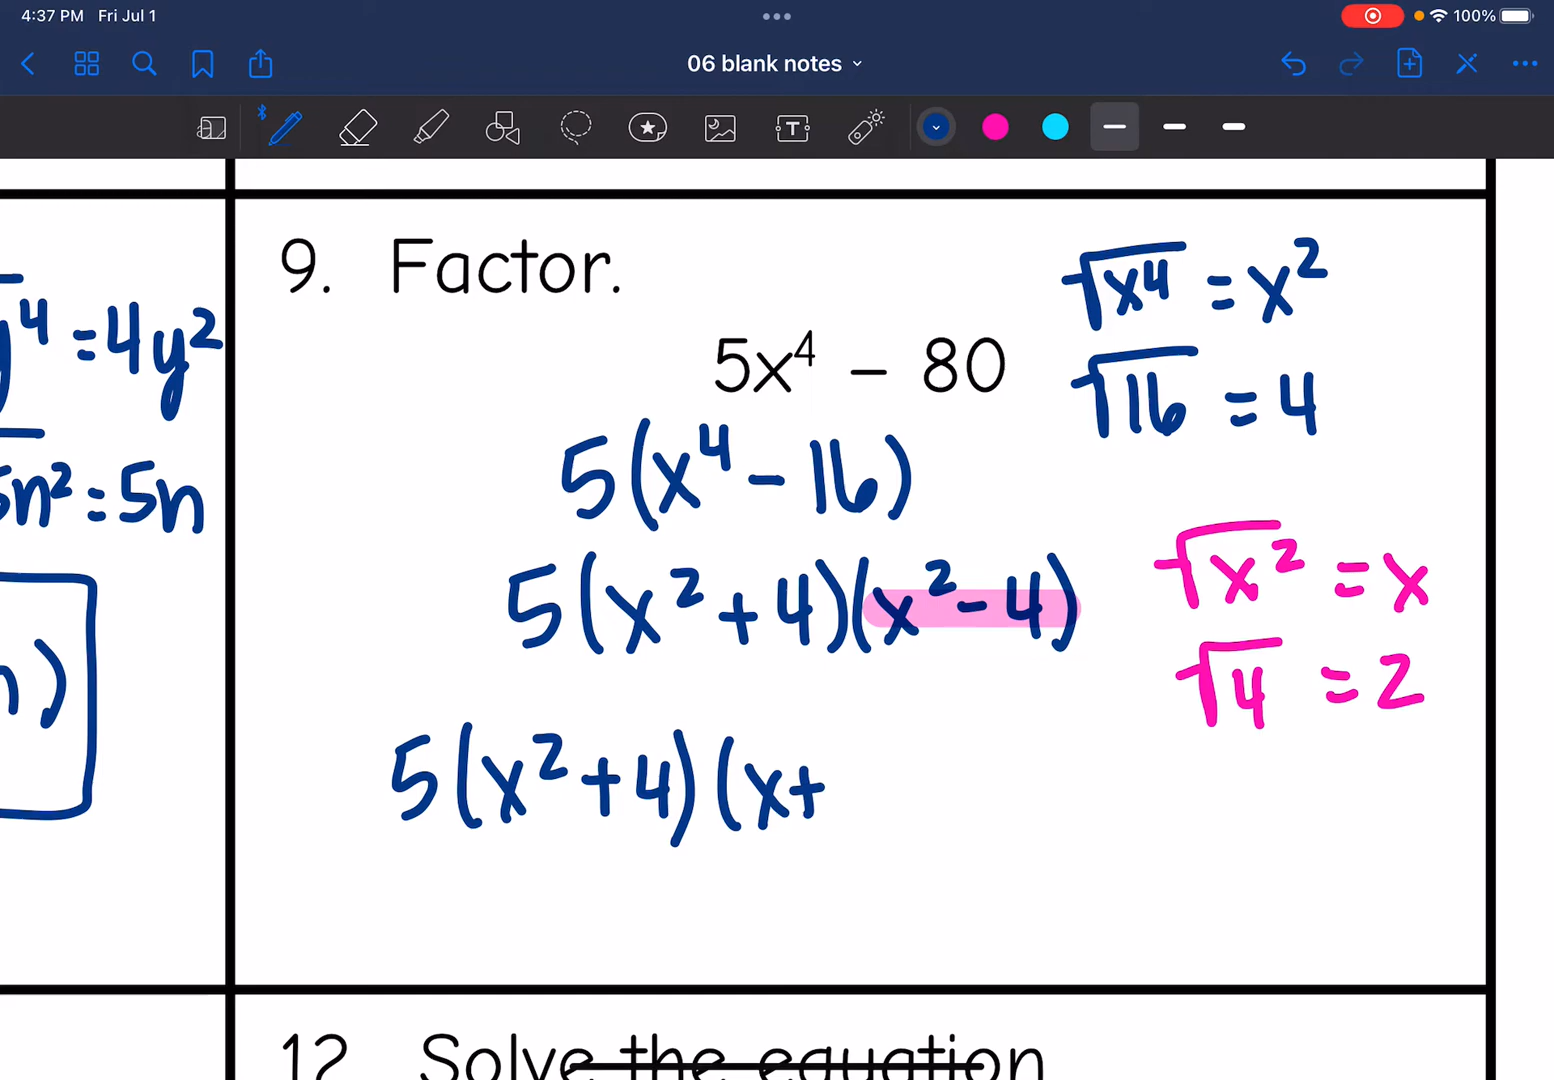 4:37 PM Fri Jul 1
100%
06 blank notes
T
9. Factor.
5x⁴ – 80
5(x⁴ - 16)
5(x² + 4)(x² - 4)
5(x² + 4)(x+
√x⁴ = x²
√16 = 4
√x² = x
√4 = 2
y⁴ = 4y²
5n² = 5n
)
12 Solve the equation